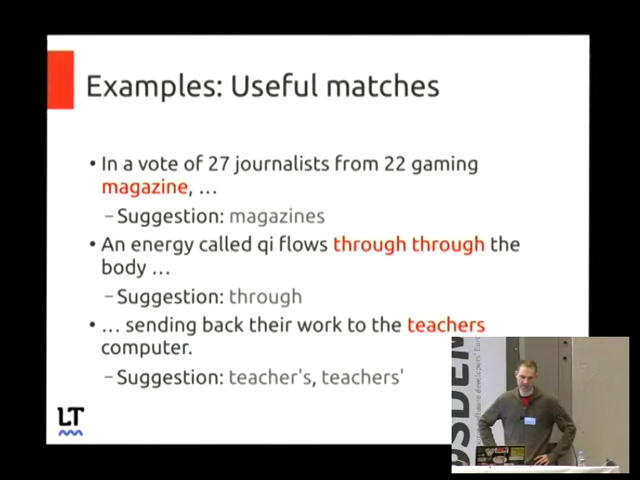 Examples: Useful matches
• In a vote of 27 journalists from 22 gaming
magazine, …
– Suggestion: magazines
• An energy called qi flows through through the
body …
– Suggestion: through
• … sending back their work to the teachers
computer.
– Suggestion: teacher's, teachers'
LT
OSDEM